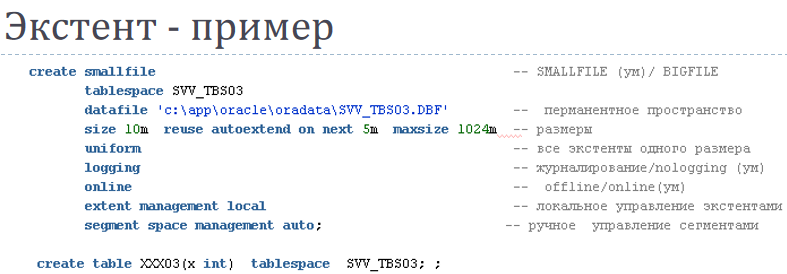 Экстент - пример
create smallfile -- SMALLFILE (ум)/ BIGFILE
tablespace SVV_TBS03
datafile 'c:\app\oracle\oradata\SVV_TBS03.DBF' -- перманентное пространство
size 10m reuse autoextend on next 5m maxsize 1024m -- размеры
uniform -- все экстенты одного размера
logging -- журналирование/nologging (ум)
online -- offline/online(ум)
extent management local -- локальное управление экстентами
segment space management auto; -- ручное управление сегментами
create table XXX03(x int) tablespace SVV_TBS03; ;